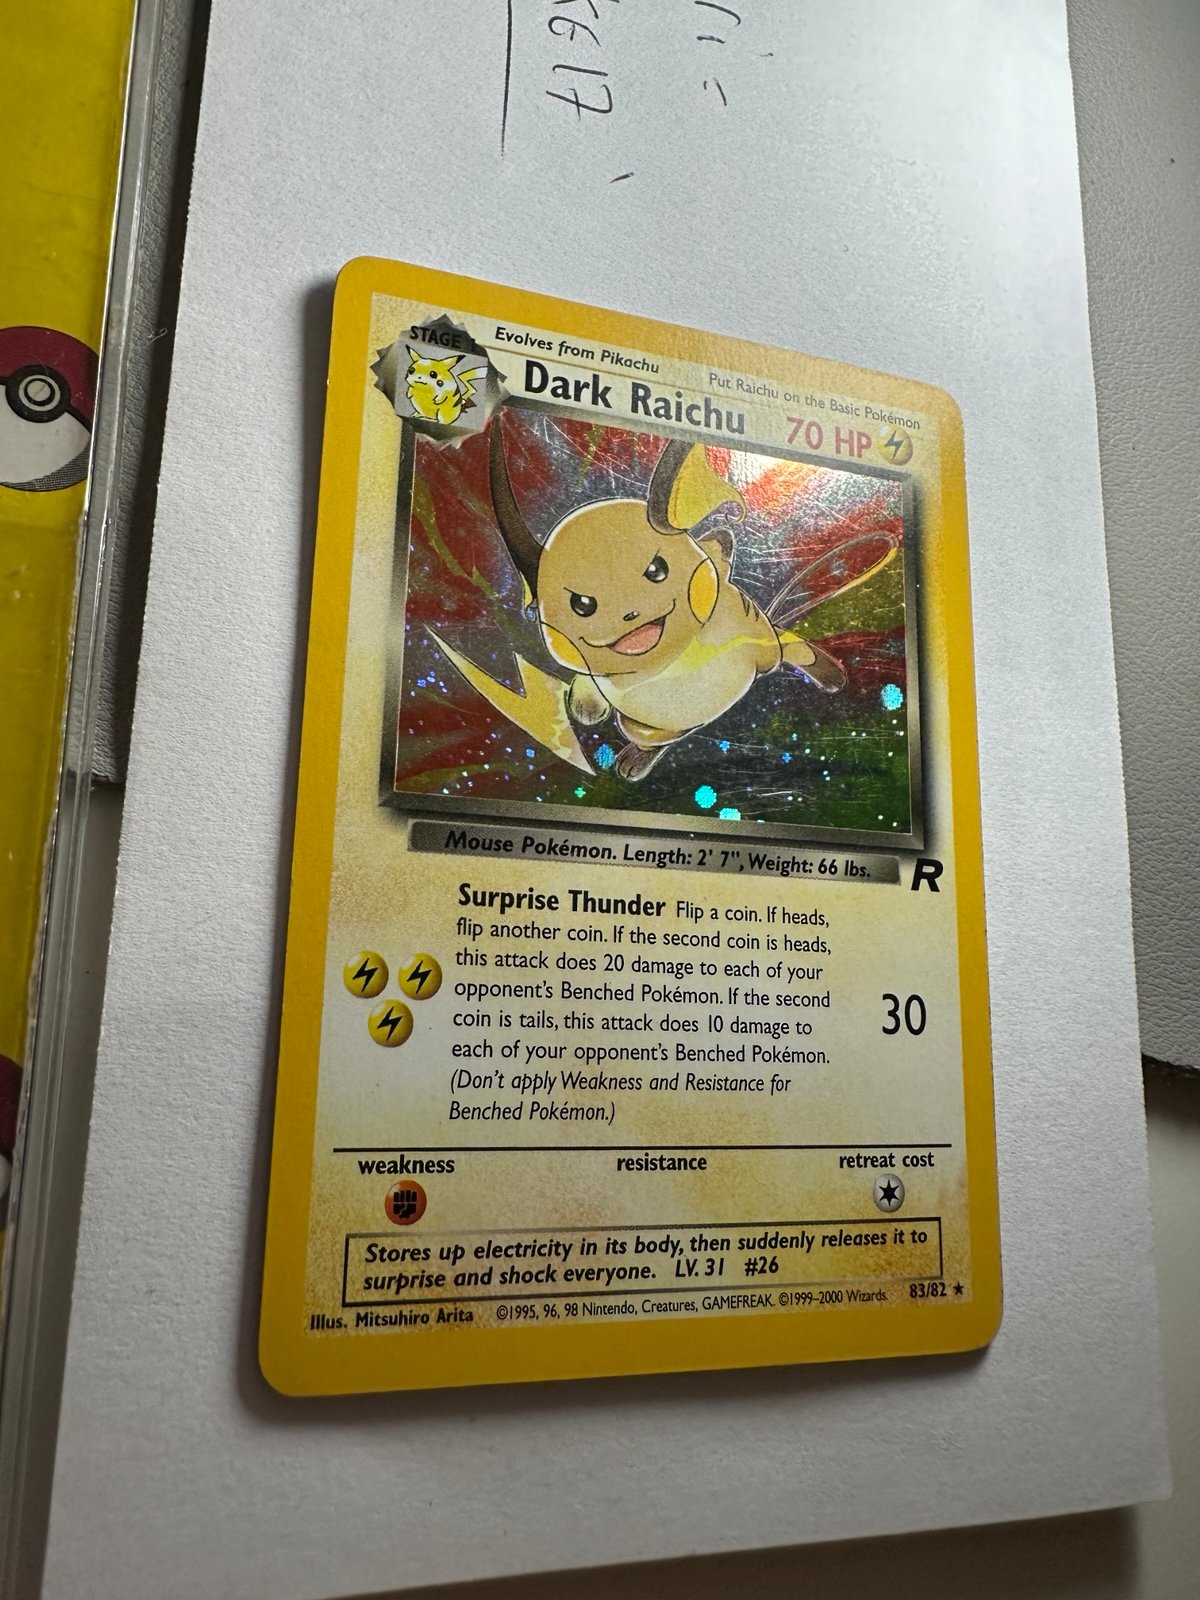 STAGE 1
Evolves from Pikachu
Put Raichu on the Basic Pokémon
Dark Raichu
70 HP
Mouse Pokémon. Length: 2' 7", Weight: 66 lbs.
R
Surprise Thunder Flip a coin. If heads,
flip another coin. If the second coin is heads,
this attack does 20 damage to each of your
opponent's Benched Pokémon. If the second
coin is tails, this attack does 10 damage to
each of your opponent's Benched Pokémon.
(Don't apply Weakness and Resistance for
Benched Pokémon.)
30
weakness
resistance
retreat cost
Stores up electricity in its body, then suddenly releases it to
surprise and shock everyone. LV. 31 #26
Illus. Mitsuhiro Arita
©1995, 96, 98 Nintendo, Creatures, GAMEFREAK. ©1999-2000 Wizards.
83/82 ★